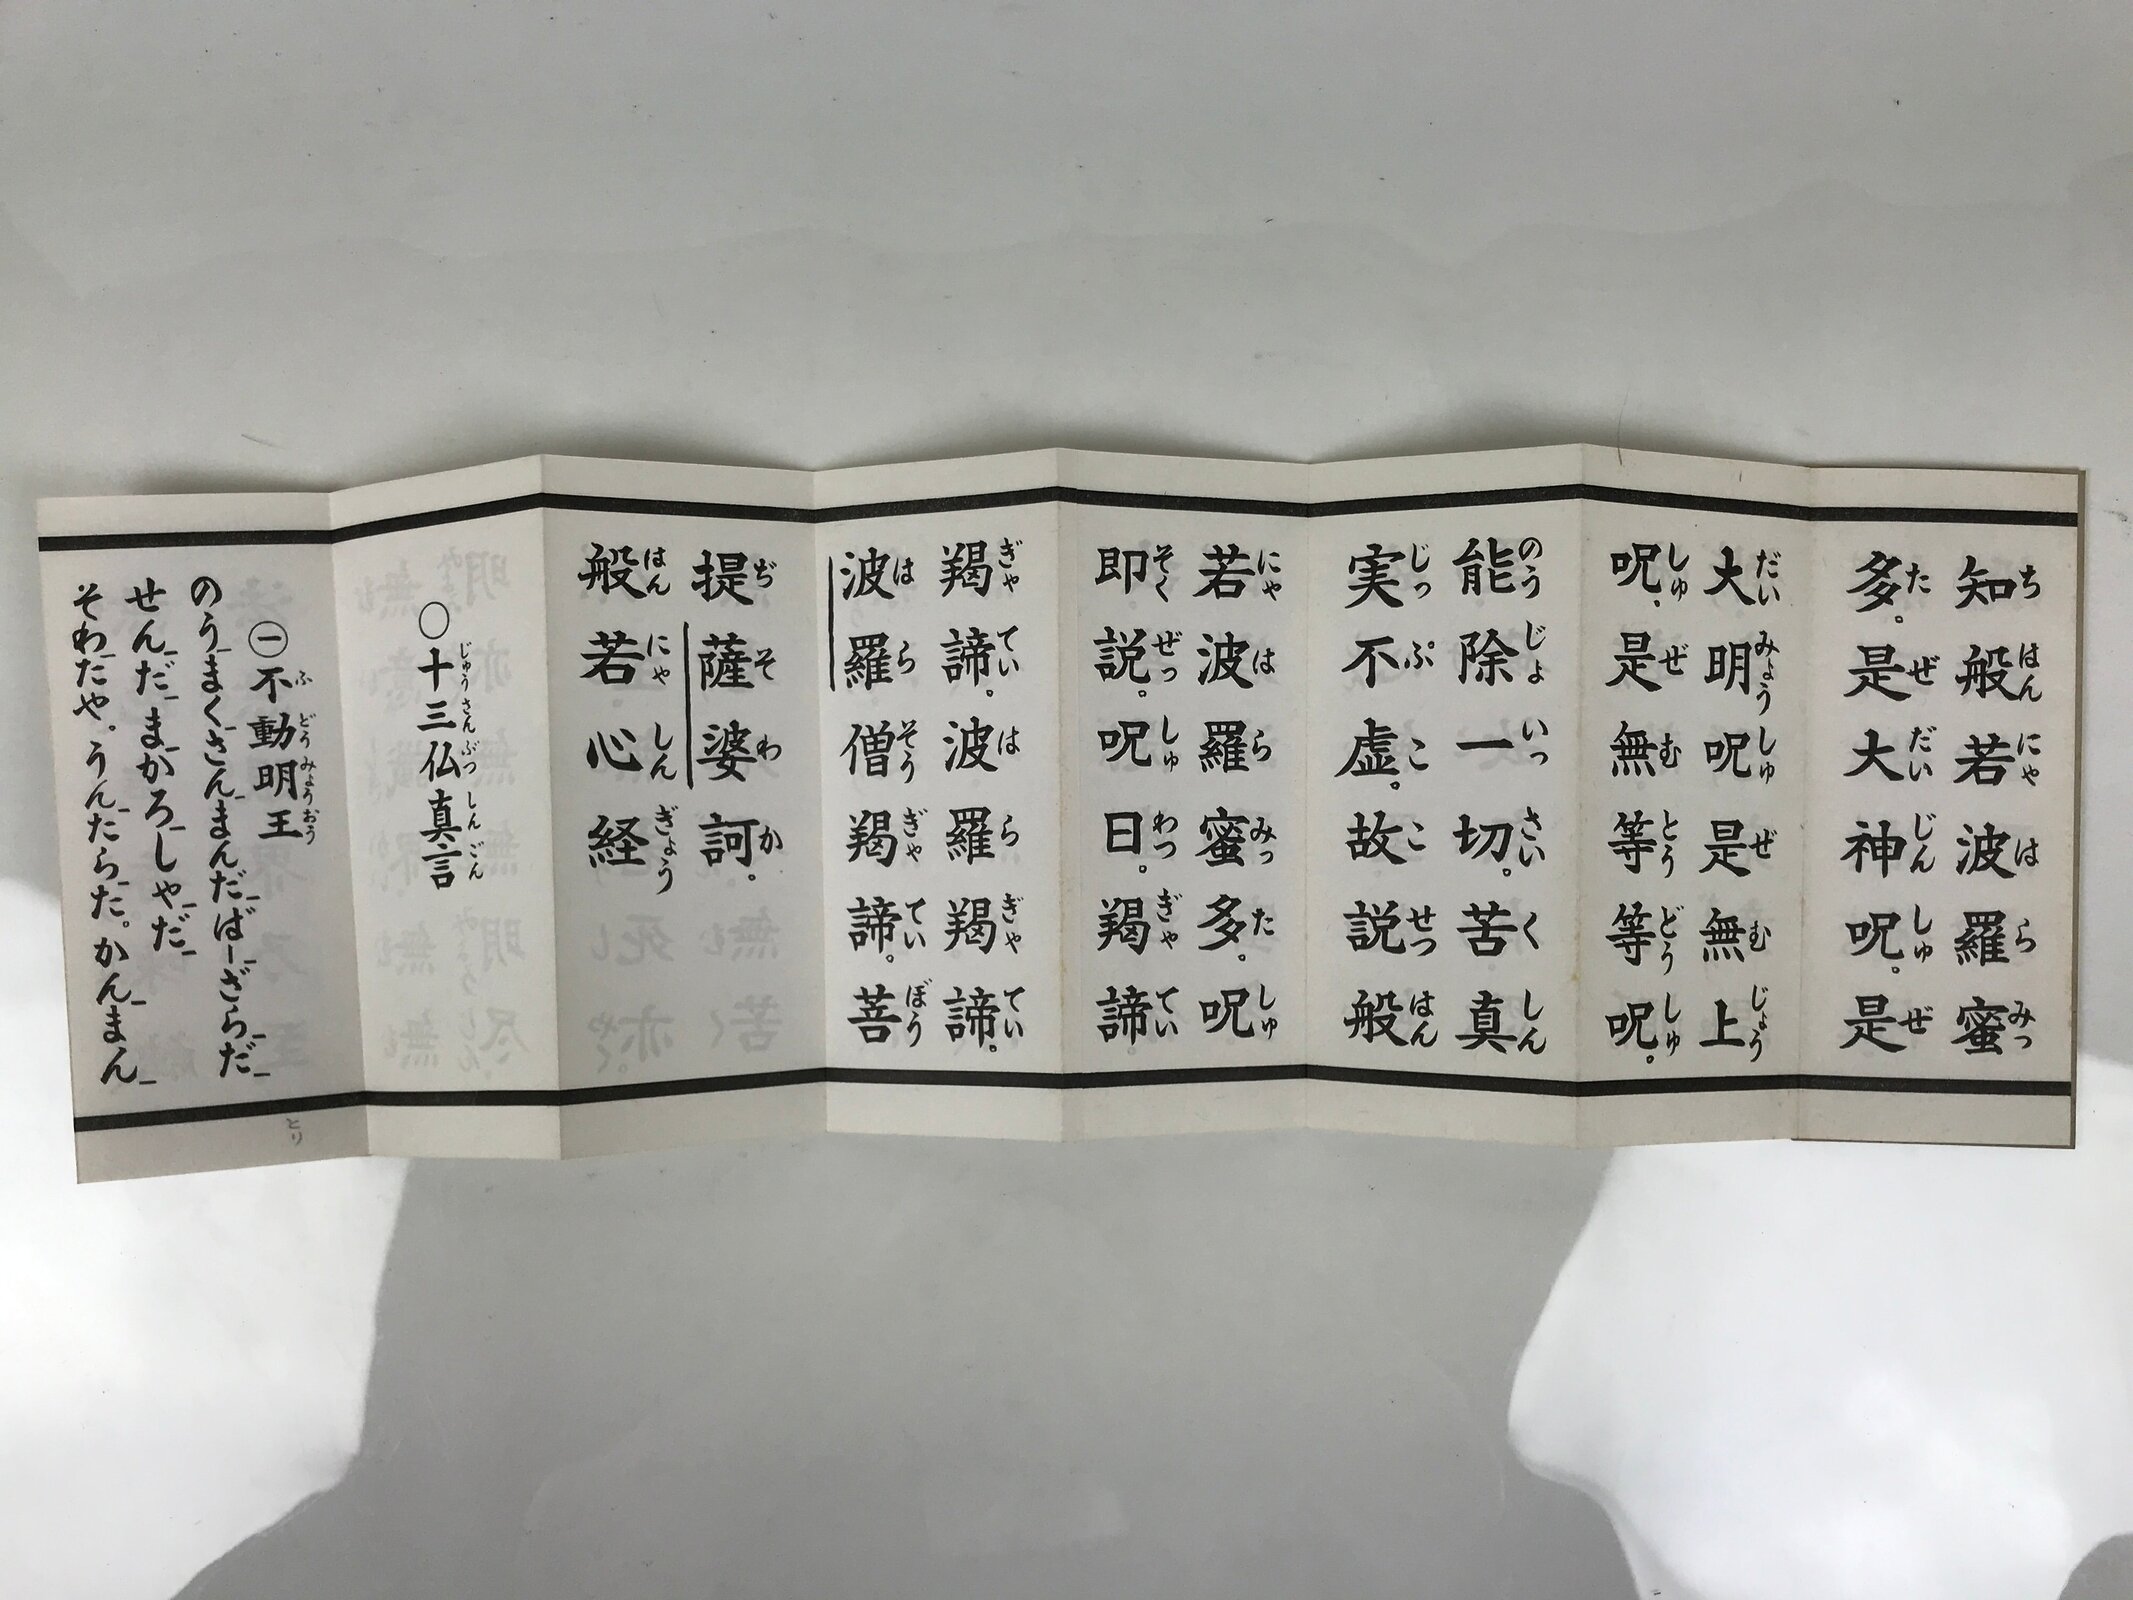 知般若波羅蜜
多。是大神呪。是
大明呪是無上
呪、是無等等呪。
能除一切。苦真
実不虚。故説般
若波羅蜜多。呪
即説。呪曰。羯諦
羯諦。波羅羯諦。
波羅僧羯諦。菩
提薩婆訶。
般若心経
○十三仏真言
㊀不動明王
のうまくさんまんだばーざらだ
せんだまかろしゃだ
そわたや。うんたらた。かんまん
とり